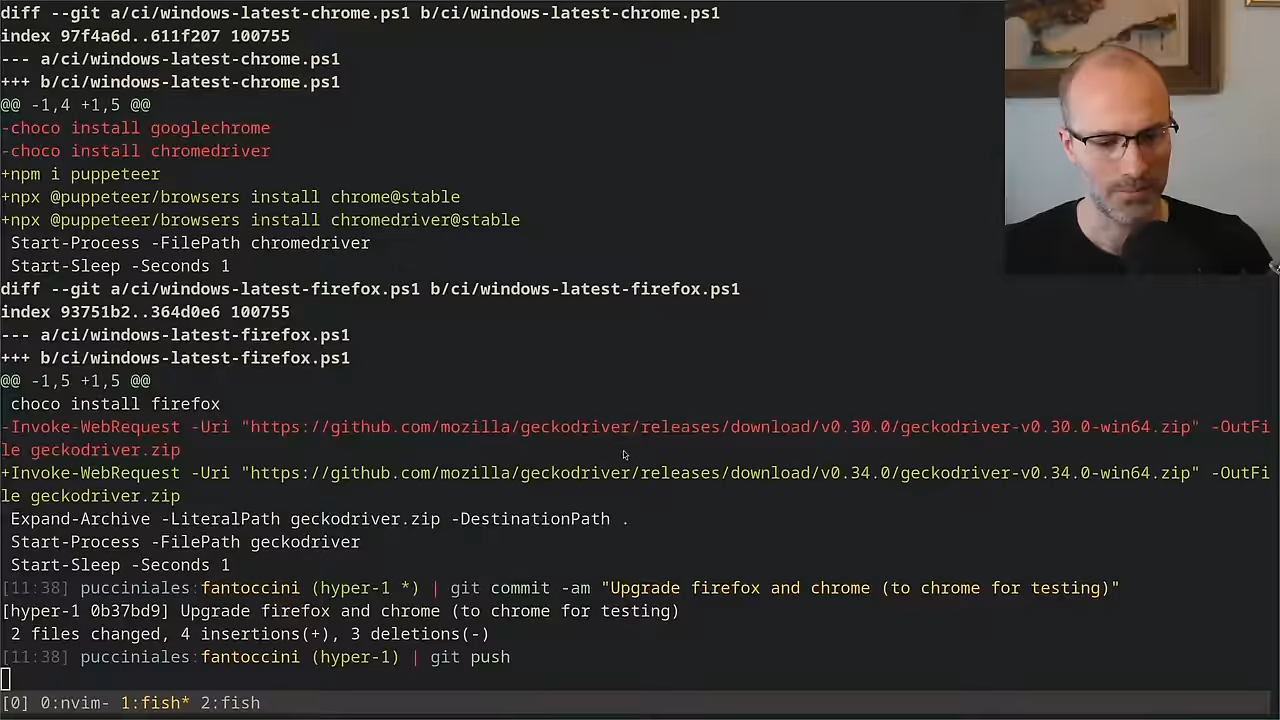 diff --git a/ci/windows-latest-chrome.ps1 b/ci/windows-latest-chrome.ps1
index 97f4a6d..611f207 100755
--- a/ci/windows-latest-chrome.ps1
+++ b/ci/windows-latest-chrome.ps1
@@ -1,4 +1,5 @@
-choco install googlechrome
-choco install chromedriver
+npm i puppeteer
+npx @puppeteer/browsers install chrome@stable
+npx @puppeteer/browsers install chromedriver@stable
 Start-Process -FilePath chromedriver
 Start-Sleep -Seconds 1
diff --git a/ci/windows-latest-firefox.ps1 b/ci/windows-latest-firefox.ps1
index 93751b2..364d0e6 100755
--- a/ci/windows-latest-firefox.ps1
+++ b/ci/windows-latest-firefox.ps1
@@ -1,5 +1,5 @@
 choco install firefox
-Invoke-WebRequest -Uri "https://github.com/mozilla/geckodriver/releases/download/v0.30.0/geckodriver-v0.30.0-win64.zip" -OutFi
le geckodriver.zip
+Invoke-WebRequest -Uri "https://github.com/mozilla/geckodriver/releases/download/v0.34.0/geckodriver-v0.34.0-win64.zip" -OutFi
le geckodriver.zip
 Expand-Archive -LiteralPath geckodriver.zip -DestinationPath .
 Start-Process -FilePath geckodriver
 Start-Sleep -Seconds 1
[11:38] pucciniales:fantoccini (hyper-1 *) | git commit -am "Upgrade firefox and chrome (to chrome for testing)"
[hyper-1 0b37bd9] Upgrade firefox and chrome (to chrome for testing)
 2 files changed, 4 insertions(+), 3 deletions(-)
[11:38] pucciniales:fantoccini (hyper-1) | git push
[0] 0:nvim- 1:fish* 2:fish